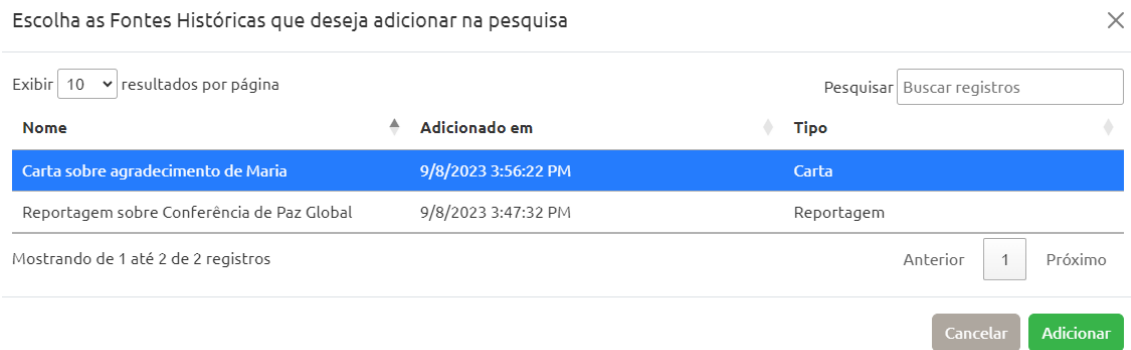 Escolha as Fontes Históricas que deseja adicionar na pesquisa
Exibir 10 resultados por página Pesquisar Buscar registros
Nome Adicionado em Tipo
Carta sobre agradecimento de Maria 9/8/2023 3:56:22 PM Carta
Reportagem sobre Conferência de Paz Global 9/8/2023 3:47:32 PM Reportagem
Mostrando de 1 até 2 de 2 registros Anterior 1 Próximo
Cancelar Adicionar